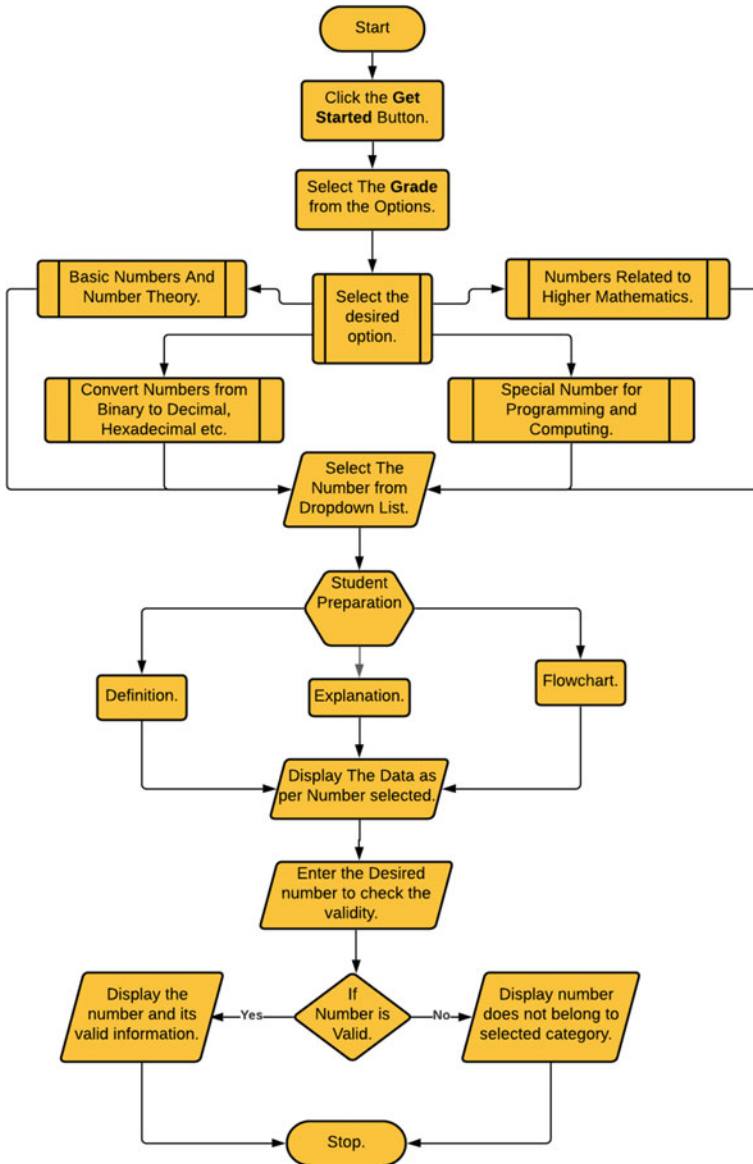 Start
Click the Get
Started Button.
Select The Grade
from the Options.
Basic Numbers And
Number Theory.
Select the
desired
option.
Numbers Related to
Higher Mathematics.
Convert Numbers from
Binary to Decimal,
Hexadecimal etc.
Special Number for
Programming and
Computing.
Select The
Number from
Dropdown List.
Student
Preparation
Definition.
Explanation.
Flowchart.
Display The Data as
per Number selected.
Enter the Desired
number to check the
validity.
Display the
number and its
valid information.
Yes
If
Number is
Valid.
No
Display number
does not belong to
selected category.
Stop.